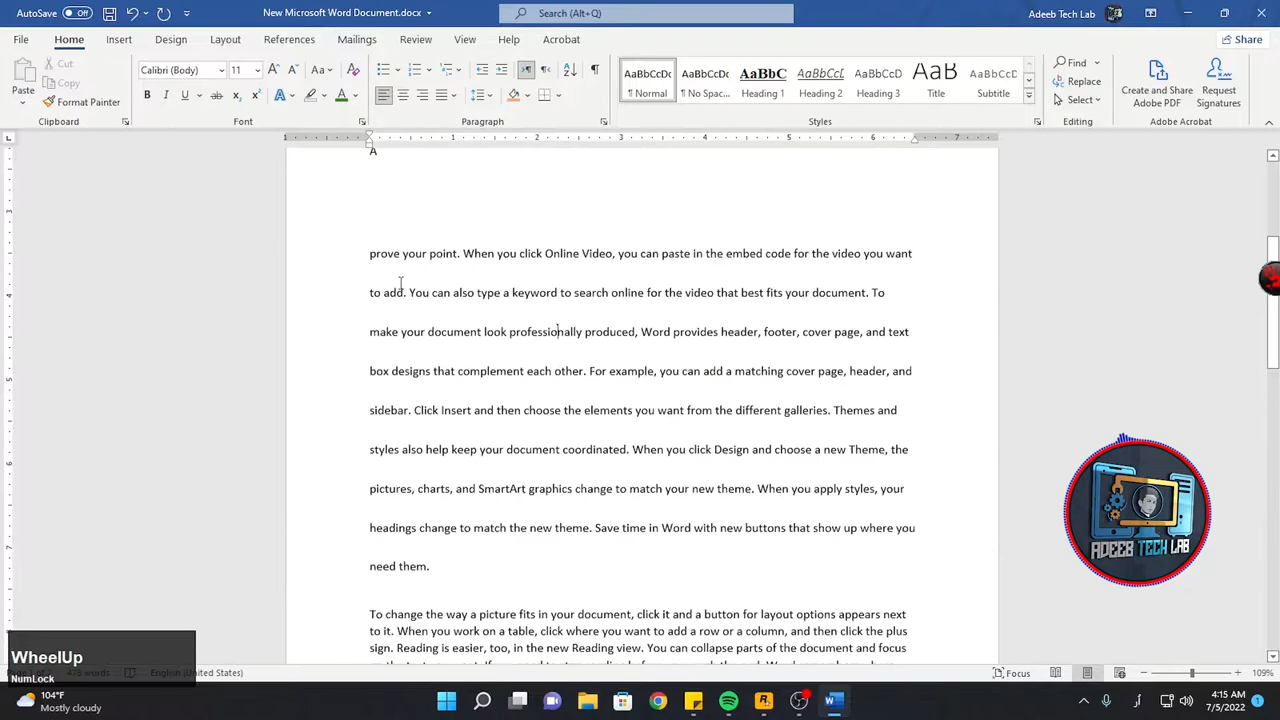 AutoSave Off New Microsoft Word Document.docx Search (Alt+Q) Adeeb Tech Lab
File Home Insert Design Layout References Mailings Review View Help Acrobat Share
Paste Cut Copy Format Painter
Clipboard
Calibri (Body) 11
Font
Paragraph
AaBbCcDc AaBbCcDc AaBbC AaBbCcI AaBbCcD AaB AaBbCcD
¶ Normal ¶ No Spac... Heading 1 Heading 2 Heading 3 Title Subtitle
Styles
Find
Replace
Select
Editing
Create and Share Adobe PDF
Request Signatures
Adobe Acrobat
1 1 2 3 4 5 6 7
A
prove your point. When you click Online Video, you can paste in the embed code for the video you want
to add. You can also type a keyword to search online for the video that best fits your document. To
make your document look professionally produced, Word provides header, footer, cover page, and text
box designs that complement each other. For example, you can add a matching cover page, header, and
sidebar. Click Insert and then choose the elements you want from the different galleries. Themes and
styles also help keep your document coordinated. When you click Design and choose a new Theme, the
pictures, charts, and SmartArt graphics change to match your new theme. When you apply styles, your
headings change to match the new theme. Save time in Word with new buttons that show up where you
need them.
To change the way a picture fits in your document, click it and a button for layout options appears next
to it. When you work on a table, click where you want to add a row or a column, and then click the plus
sign. Reading is easier, too, in the new Reading view. You can collapse parts of the document and focus
ADEEB TECH LAB
WheelUp
NumLock
478 words English (United States) Focus 109%
104°F
Mostly cloudy
4:15 AM
7/5/2022